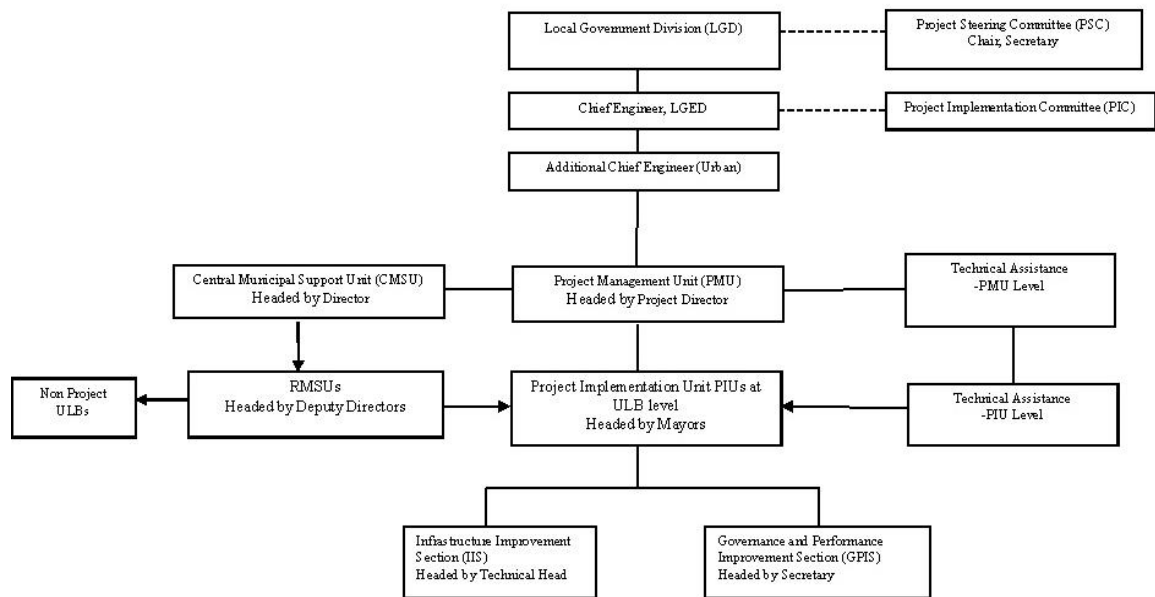 Local Government Division (LGD)
Project Steering Committee (PSC)
Chair, Secretary
Chief Engineer, LGED
Project Implementation Committee (PIC)
Additional Chief Engineer (Urban)
Central Municipal Support Unit (CMSU)
Headed by Director
Project Management Unit (PMU)
Headed by Project Director
Technical Assistance
-PMU Level
Non Project
ULBs
RMSUs
Headed by Deputy Directors
Project Implementation Unit PIUs at
ULB level
Headed by Mayors
Technical Assistance
-PIU Level
Infrastructure Improvement
Section (IIS)
Headed by Technical Head
Governance and Performance
Improvement Section (GPIS)
Headed by Secretary